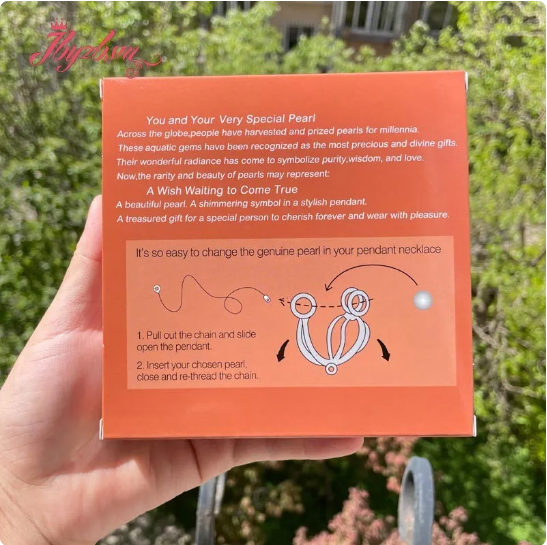 You and Your Very Special Pearl
Across the globe,people have harvested and prized pearls for millennia.
These aquatic gems have been recognized as the most precious and divine gifts.
Their wonderful radiance has come to symbolize purity,wisdom, and love.
Now,the rarity and beauty of pearls may represent:
A Wish Waiting to Come True
A beautiful pearl. A shimmering symbol in a stylish pendant.
A treasured gift for a special person to cherish forever and wear with pleasure.
It's so easy to change the genuine pearl in your pendant necklace
1. Pull out the chain and slide
open the pendant.
2. Insert your chosen pearl,
close and re-thread the chain.